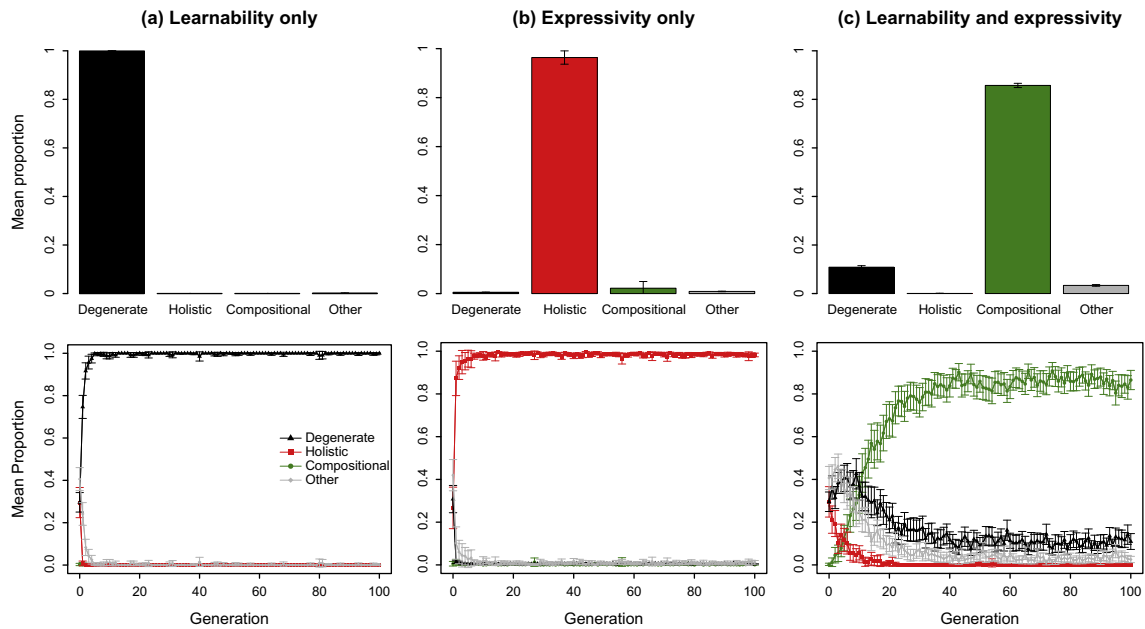 (a) Learnability only
(b) Expressivity only
(c) Learnability and expressivity
Mean proportion
0 0.2 0.4 0.6 0.8 1
0 0.2 0.4 0.6 0.8 1
0 0.2 0.4 0.6 0.8 1
Degenerate Holistic Compositional Other
Degenerate Holistic Compositional Other
Degenerate Holistic Compositional Other
Mean Proportion
0.0 0.2 0.4 0.6 0.8 1.0
0.0 0.2 0.4 0.6 0.8 1.0
0.0 0.2 0.4 0.6 0.8 1.0
Degenerate
Holistic
Compositional
Other
0 20 40 60 80 100
0 20 40 60 80 100
0 20 40 60 80 100
Generation
Generation
Generation